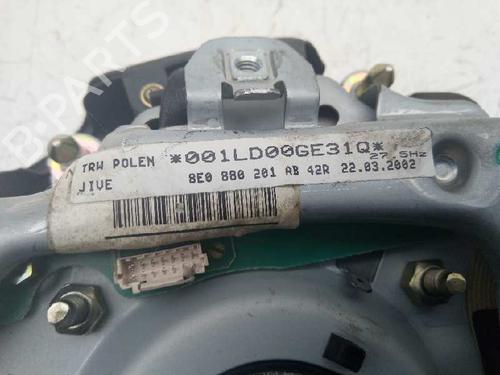 B-PARTS
TRW POLEN *001LD00GE31Q*
27.5Hz
JIVE 8E0 880 201 AB 42R 22.03.2002